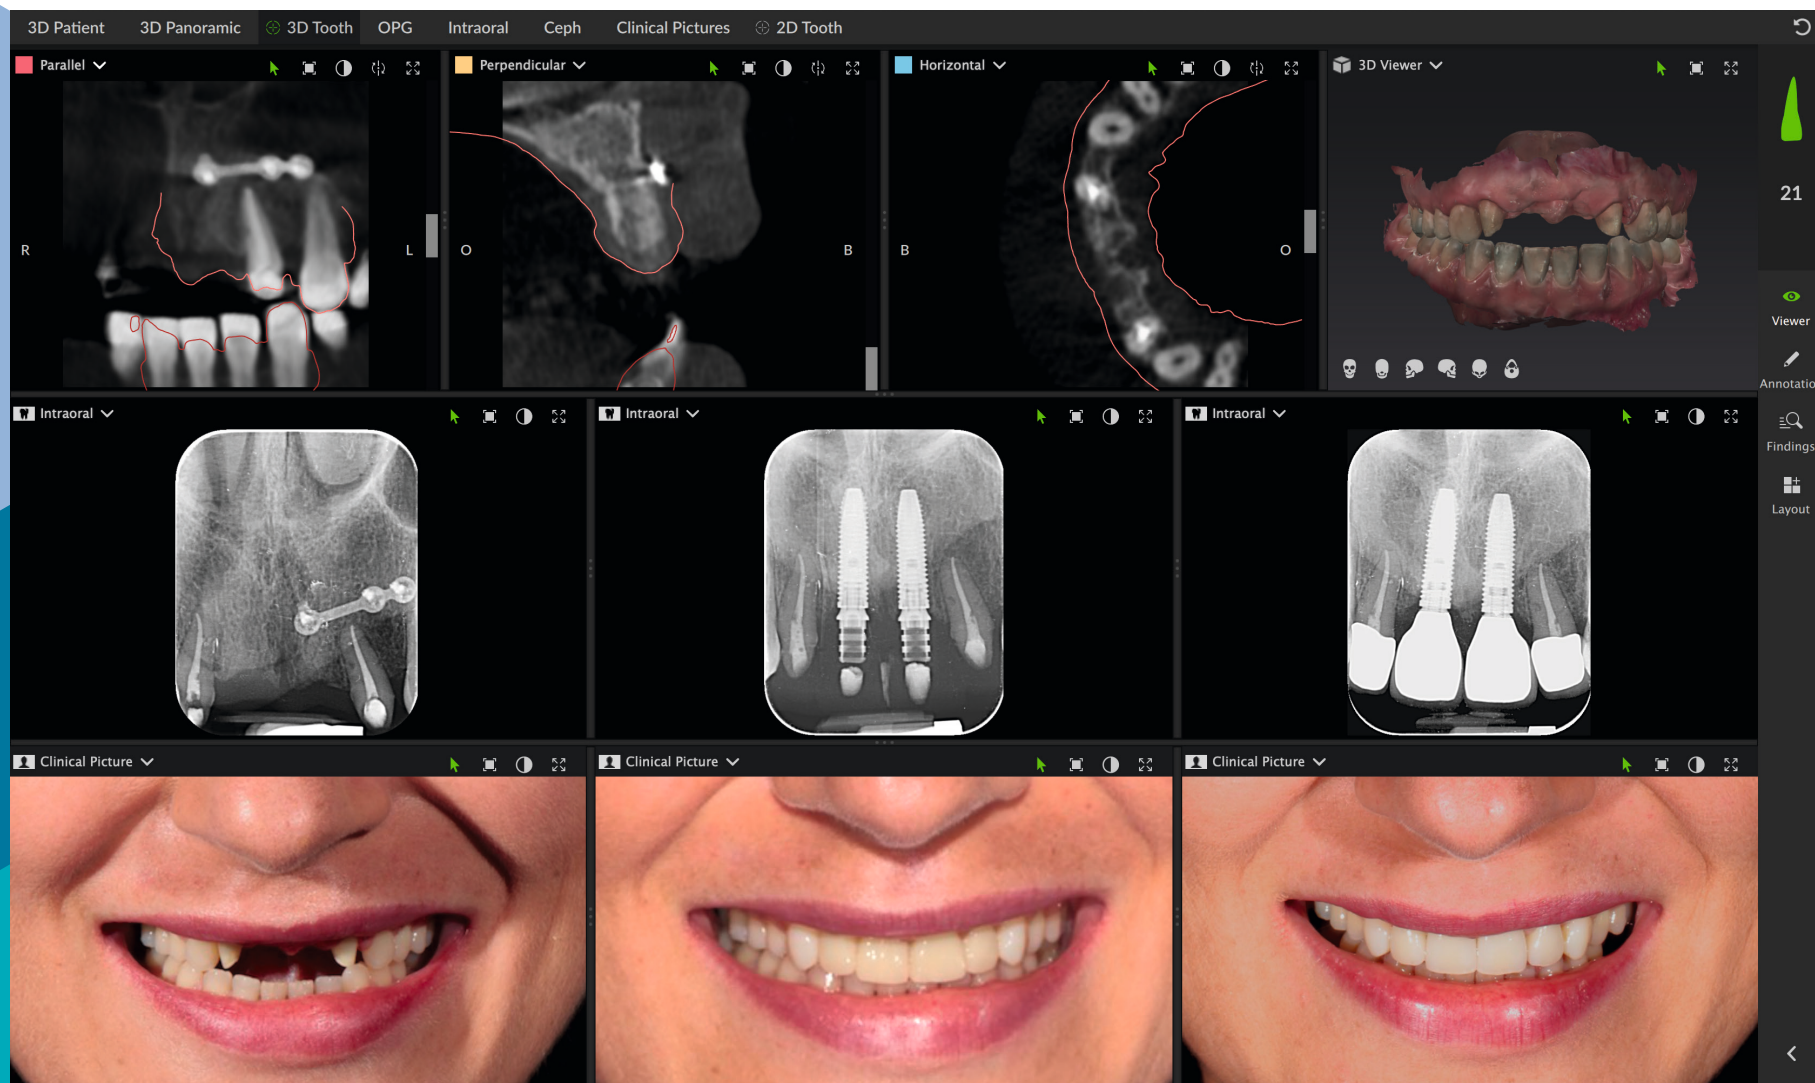 3D Patient 3D Panoramic 3D Tooth OPG Intraoral Ceph Clinical Pictures 2D Tooth
Parallel Perpendicular Horizontal 3D Viewer
R L O B B O
21
Viewer
Annotatio
Findings
Layout
Intraoral Intraoral Intraoral
Clinical Picture Clinical Picture Clinical Picture